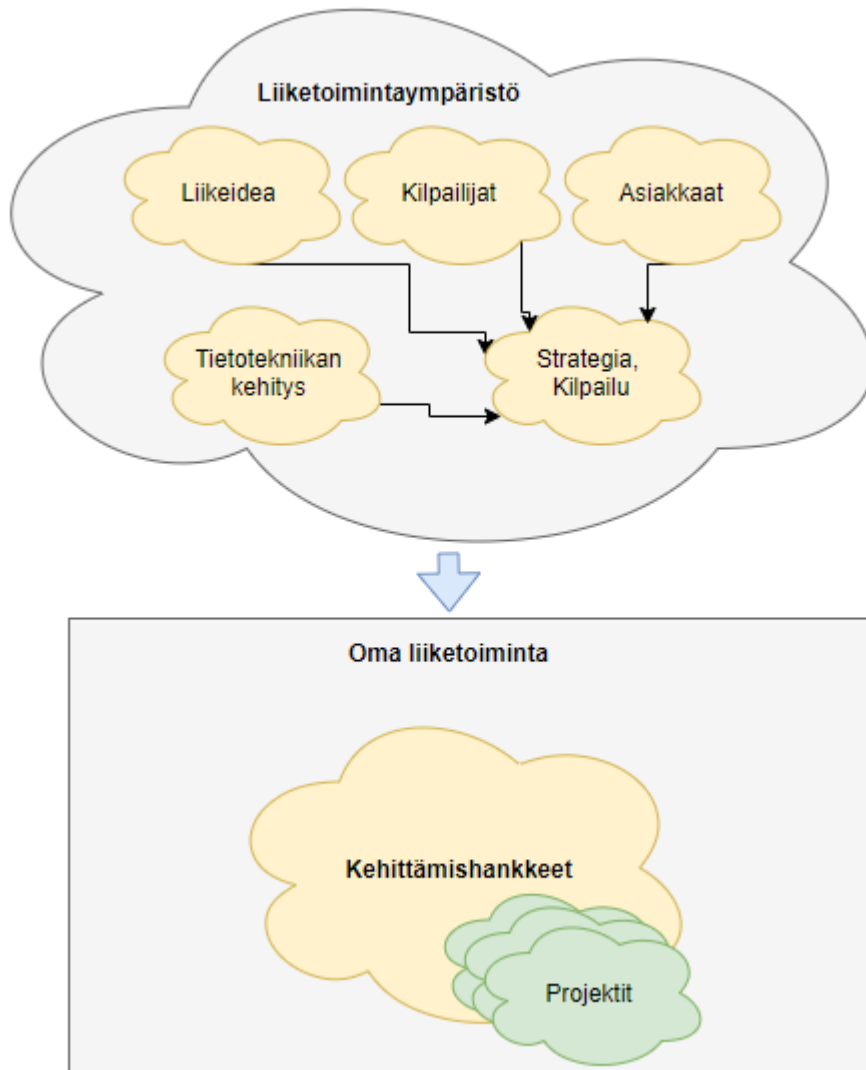 Liiketoimintaympäristö
Liikeidea
Kilpailijat
Asiakkaat
Tietotekniikan
kehitys
Strategia,
Kilpailu
Oma liiketoiminta
Kehittämishankkeet
Projektit